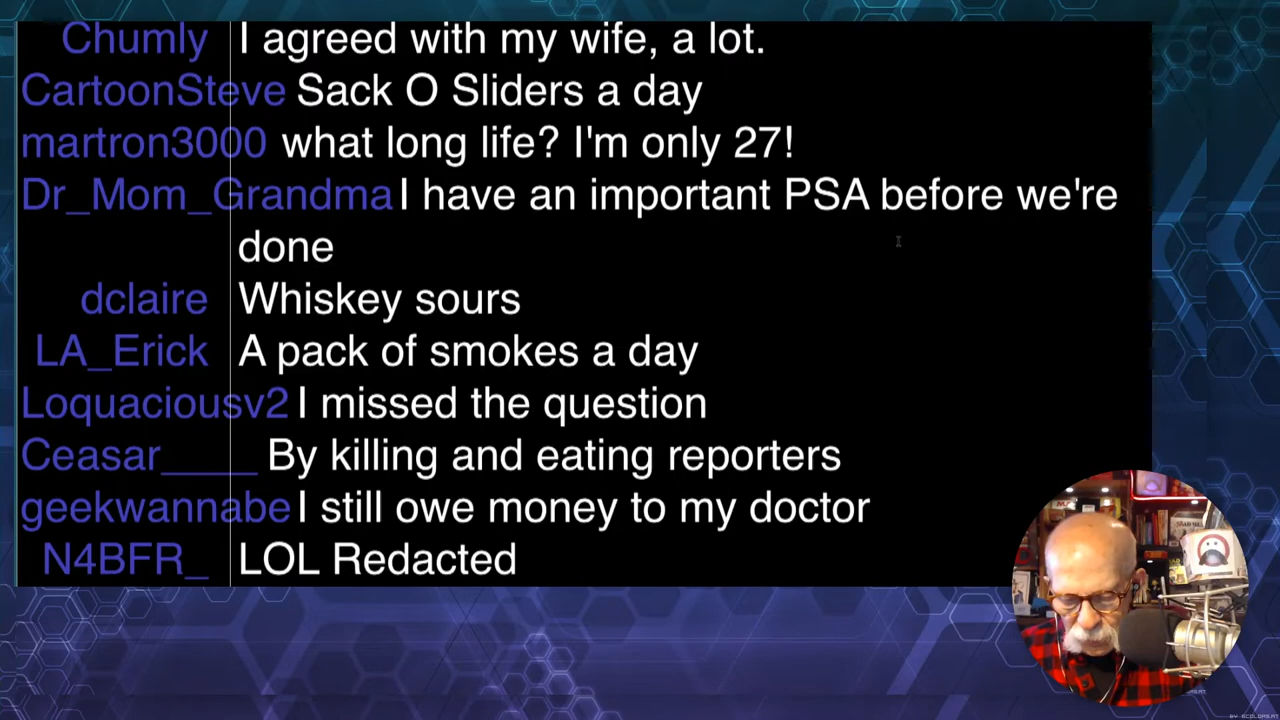 Chumly I agreed with my wife, a lot.
CartoonSteve Sack O Sliders a day
martron3000 what long life? I'm only 27!
Dr_Mom_Grandma I have an important PSA before we're
done
dclaire Whiskey sours
LA_Erick A pack of smokes a day
Loquaciousv2 I missed the question
Ceasar____ By killing and eating reporters
geekwannabe I still owe money to my doctor
N4BFR_ LOL Redacted